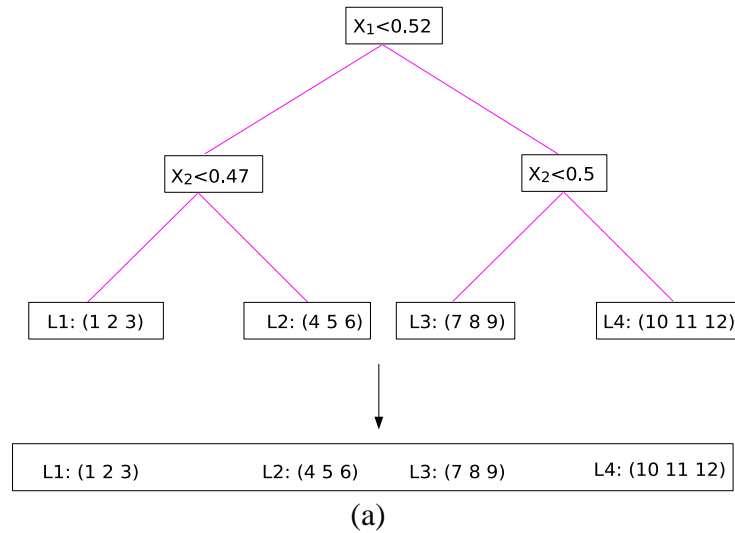 X₁<0.52
X₂<0.47 X₂<0.5
L1: (1 2 3) L2: (4 5 6) L3: (7 8 9) L4: (10 11 12)
L1: (1 2 3) L2: (4 5 6) L3: (7 8 9) L4: (10 11 12)
(a)